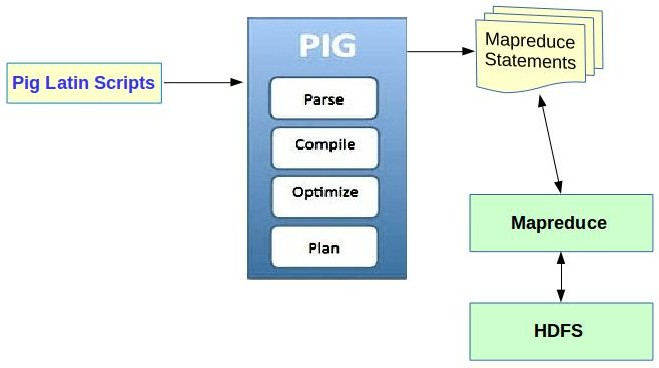 Pig Latin Scripts
PIG
Parse
Compile
Optimize
Plan
Mapreduce
Statements
Mapreduce
HDFS